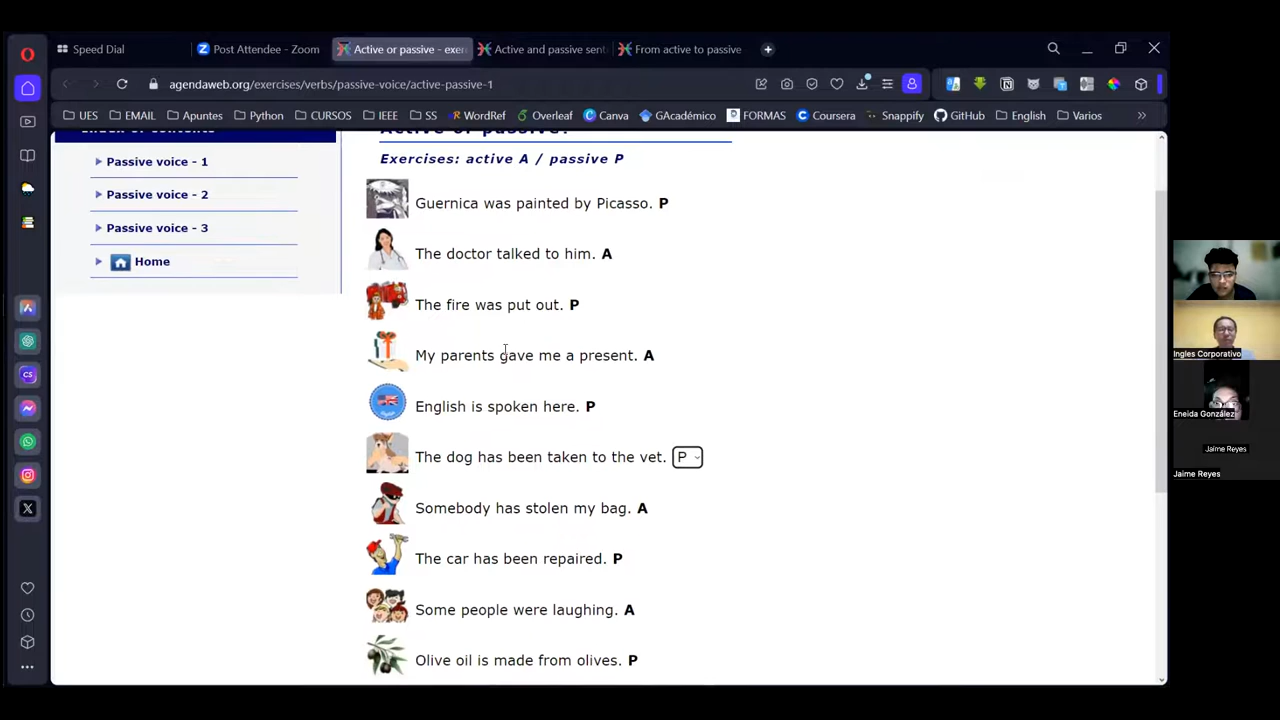 Speed Dial
Post Attendee - Zoom
Active or passive - exer
Active and passive sent
From active to passive
agendaweb.org/exercises/verbs/passive-voice/active-passive-1
UES
EMAIL
Apuntes
Python
CURSOS
IEEE
SS
WordRef
Overleaf
Canva
GAcadémico
FORMAS
Coursera
Snappify
GitHub
English
Varios
Index of contents
Passive voice - 1
Passive voice - 2
Passive voice - 3
Home
Active or passive?
Exercises: active A / passive P
Guernica was painted by Picasso. P
The doctor talked to him. A
The fire was put out. P
My parents gave me a present. A
English is spoken here. P
The dog has been taken to the vet. P
Somebody has stolen my bag. A
The car has been repaired. P
Some people were laughing. A
Olive oil is made from olives. P
Ingles Corporativo
Eneida González
Jaime Reyes
Jaime Reyes